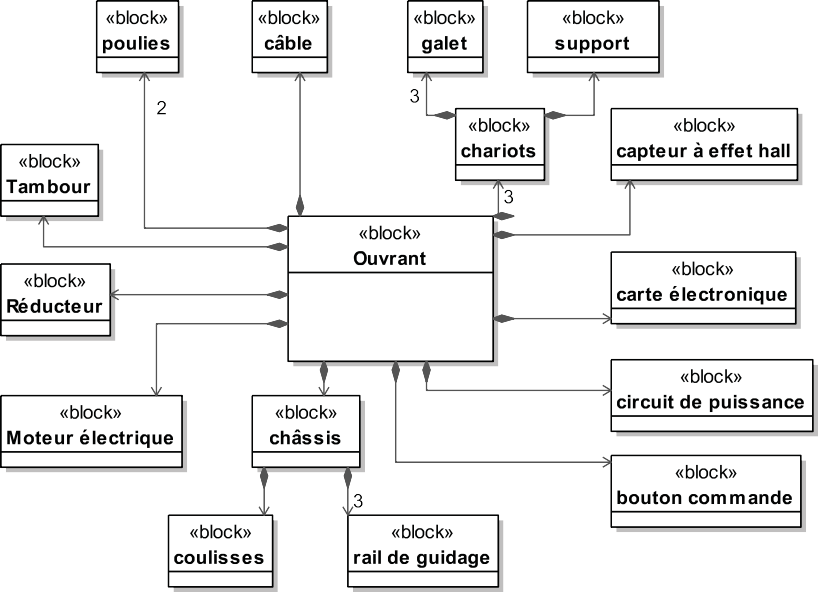 «block»
poulies
«block»
câble
«block»
galet
«block»
support
2
3
«block»
chariots
«block»
capteur à effet hall
«block»
Tambour
3
«block»
Ouvrant
«block»
Réducteur
«block»
carte électronique
«block»
circuit de puissance
«block»
Moteur électrique
«block»
châssis
«block»
bouton commande
3
«block»
coulisses
«block»
rail de guidage